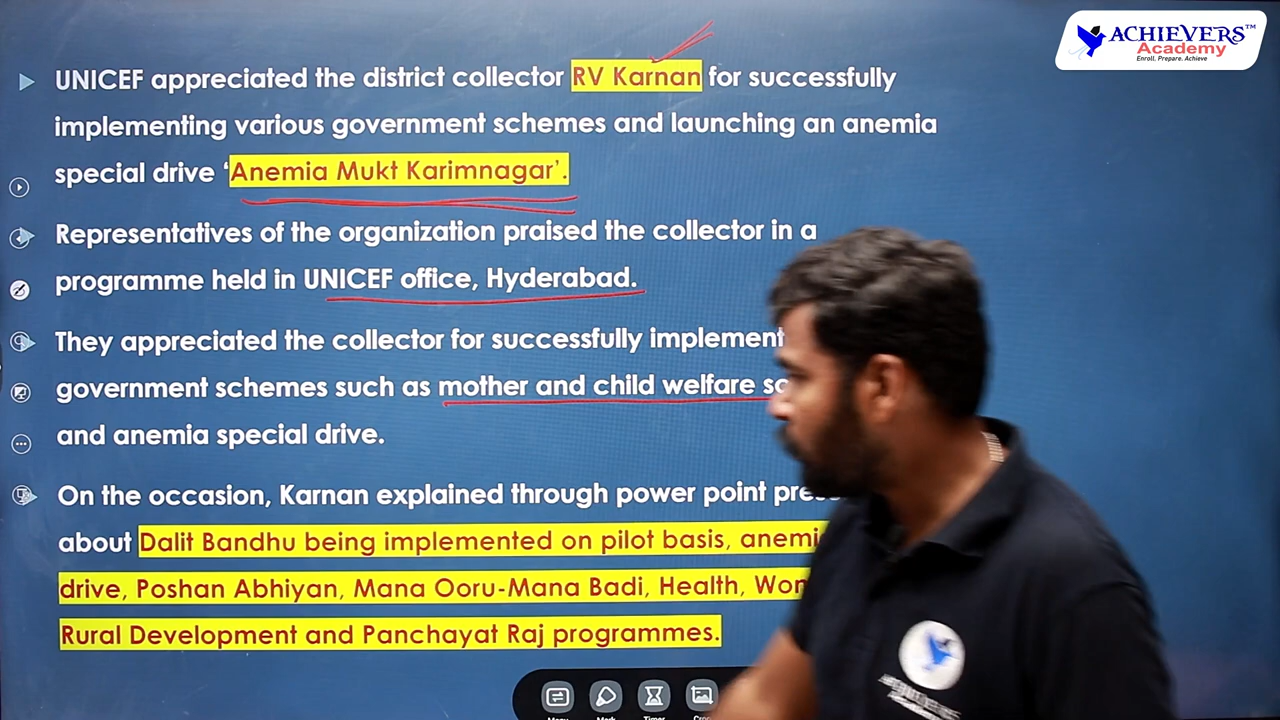 ACHIEVERS™
Academy
Enroll. Prepare. Achieve
UNICEF appreciated the district collector RV Karnan for successfully
implementing various government schemes and launching an anemia
special drive ‘Anemia Mukt Karimnagar’.
Representatives of the organization praised the collector in a
programme held in UNICEF office, Hyderabad.
They appreciated the collector for successfully implement
government schemes such as mother and child welfare
and anemia special drive.
On the occasion, Karnan explained through power point
about Dalit Bandhu being implemented on pilot basis,
drive, Poshan Abhiyan, Mana Ooru-Mana Badi, Health,
Rural Development and Panchayat Raj programmes.
Timer